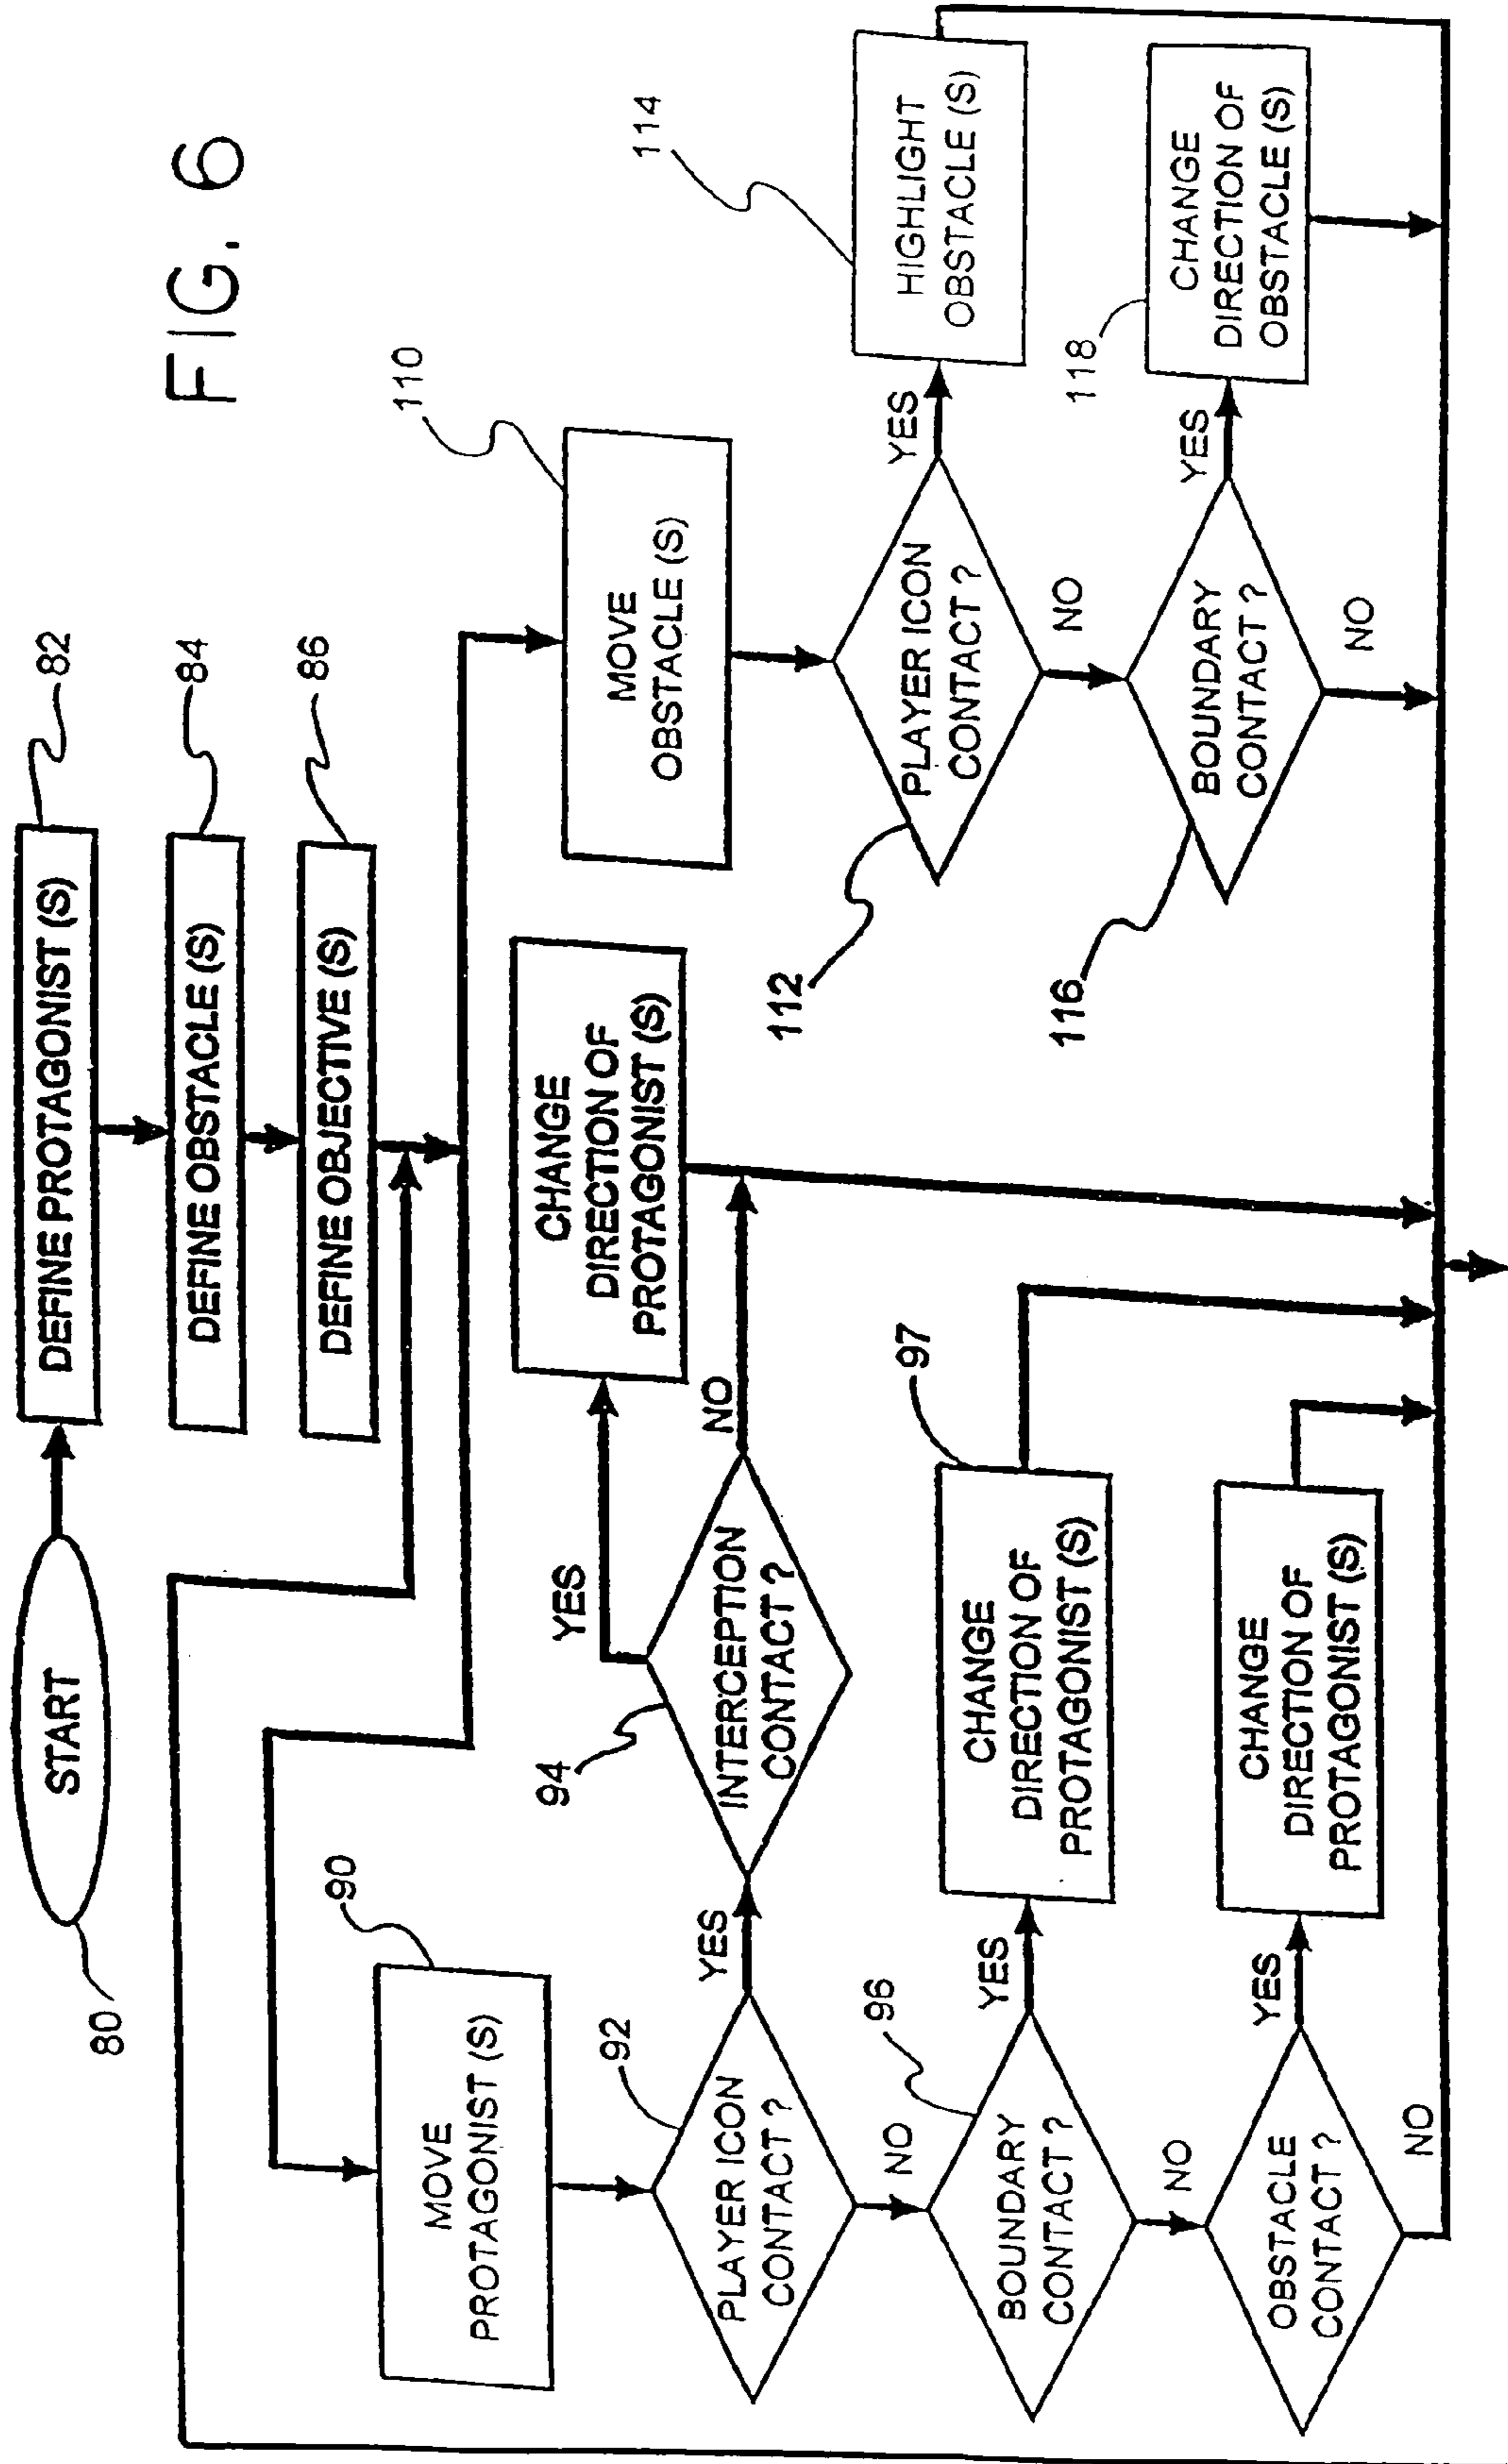 FIG. 6
START
80
DEFINE PROTAGONIST (S)
82
DEFINE OBSTACLE (S)
84
DEFINE OBJECTIVE (S)
86
MOVE
PROTAGONIST (S)
90
PLAYER ICON
CONTACT ?
92
YES
NO
INTERCEPTION
CONTACT ?
94
YES
NO
CHANGE
DIRECTION OF
PROTAGONIST (S)
BOUNDARY
CONTACT ?
96
YES
NO
CHANGE
DIRECTION OF
PROTAGONIST (S)
97
OBSTACLE
CONTACT ?
YES
NO
CHANGE
DIRECTION OF
PROTAGONIST (S)
MOVE
OBSTACLE (S)
110
PLAYER ICON
CONTACT ?
112
YES
NO
HIGHLIGHT
OBSTACLE (S)
114
BOUNDARY
CONTACT ?
116
YES
NO
CHANGE
DIRECTION OF
OBSTACLE (S)
118